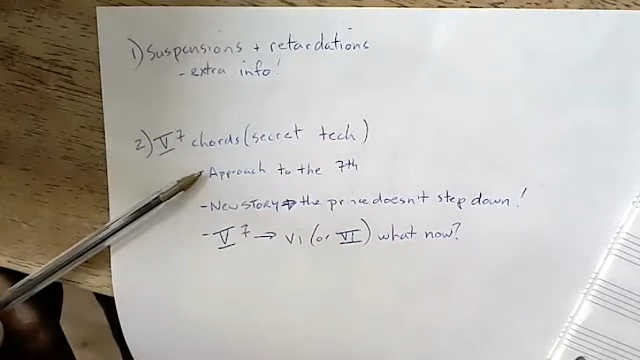 1) Suspensions + retardations
- extra info!
2) V7 chords (secret tech)
- Approach to the 7th
- New story → the price doesn't step down!
- V7 → vi (or VI) what now?